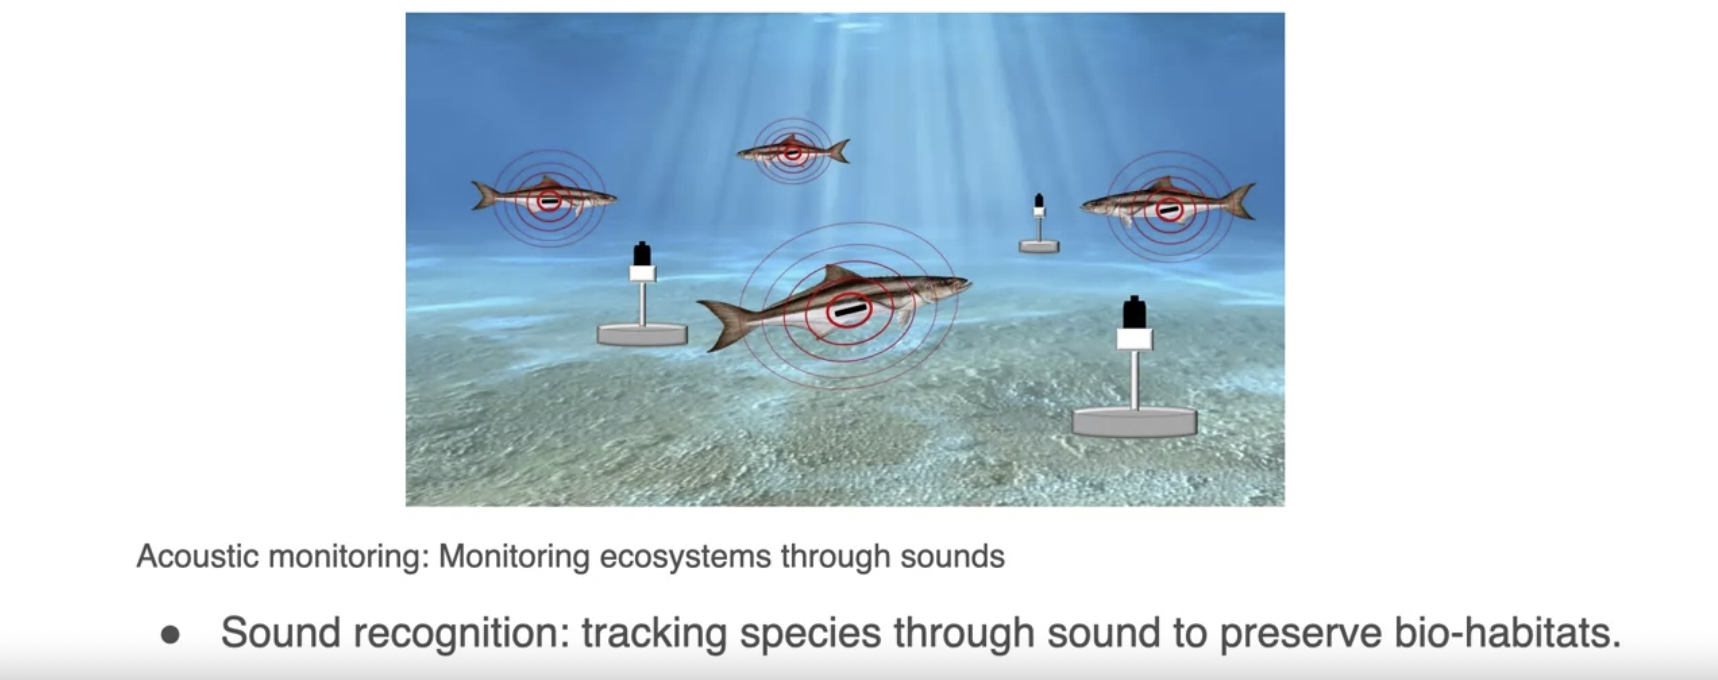 Acoustic monitoring: Monitoring ecosystems through sounds
● Sound recognition: tracking species through sound to preserve bio-habitats.